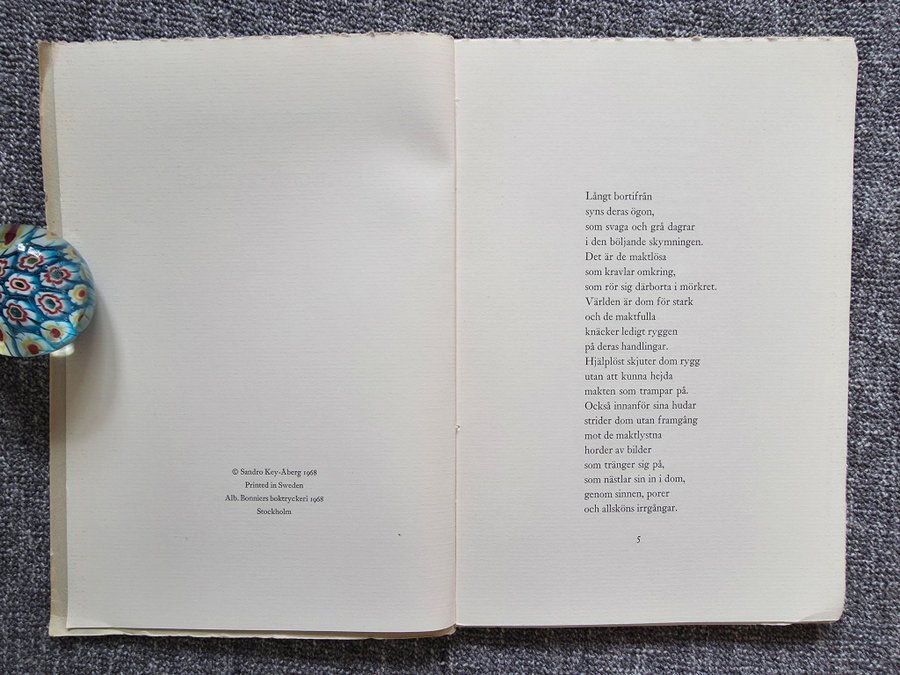 © Sandro Key-Åberg 1968
Printed in Sweden
Alb. Bonniers boktryckeri 1968
Stockholm
Långt bortifrån
syns deras ögon,
som svaga och grå dagrar
i den böljande skymningen.
Det är de maktlösa
som kravlar omkring,
som rör sig därborta i mörkret.
Världen är dom för stark
och de maktfulla
knäcker ledigt ryggen
på deras handlingar.
Hjälplöst skjuter dom rygg
utan att kunna hejda
makten som trampar på.
Också innanför sina hudar
strider dom utan framgång
mot de maktlystna
horder av bilder
som tränger sig på,
som nästlar sin in i dom,
genom sinnen, porer
och allsköns irrgångar.
5